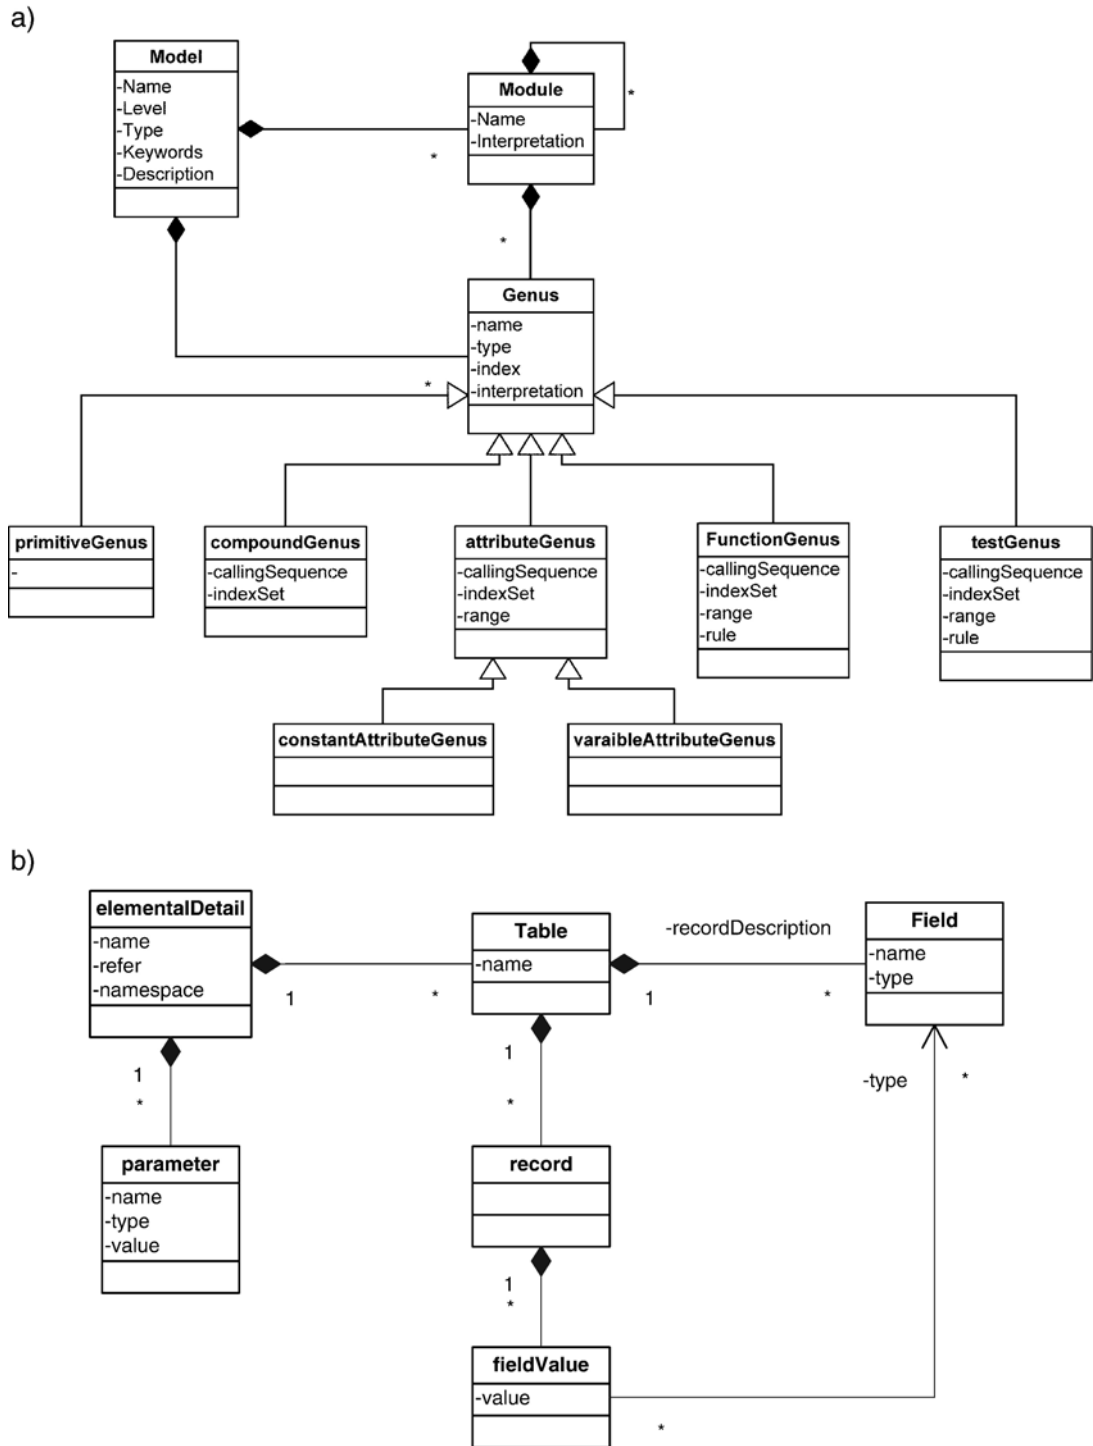 a)
Model
-Name
-Level
-Type
-Keywords
-Description
*
Module
-Name
-Interpretation
*
*
Genus
-name
-type
-index
-interpretation
*
primitiveGenus
-
compoundGenus
-callingSequence
-indexSet
attributeGenus
-callingSequence
-indexSet
-range
FunctionGenus
-callingSequence
-indexSet
-range
-rule
testGenus
-callingSequence
-indexSet
-range
-rule
constantAttributeGenus
varaibleAttributeGenus
b)
elementalDetail
-name
-refer
-namespace
1
*
Table
-name
-recordDescription
1
*
Field
-name
-type
1
*
parameter
-name
-type
-value
1
*
record
1
*
fieldValue
-value
*
-type
*